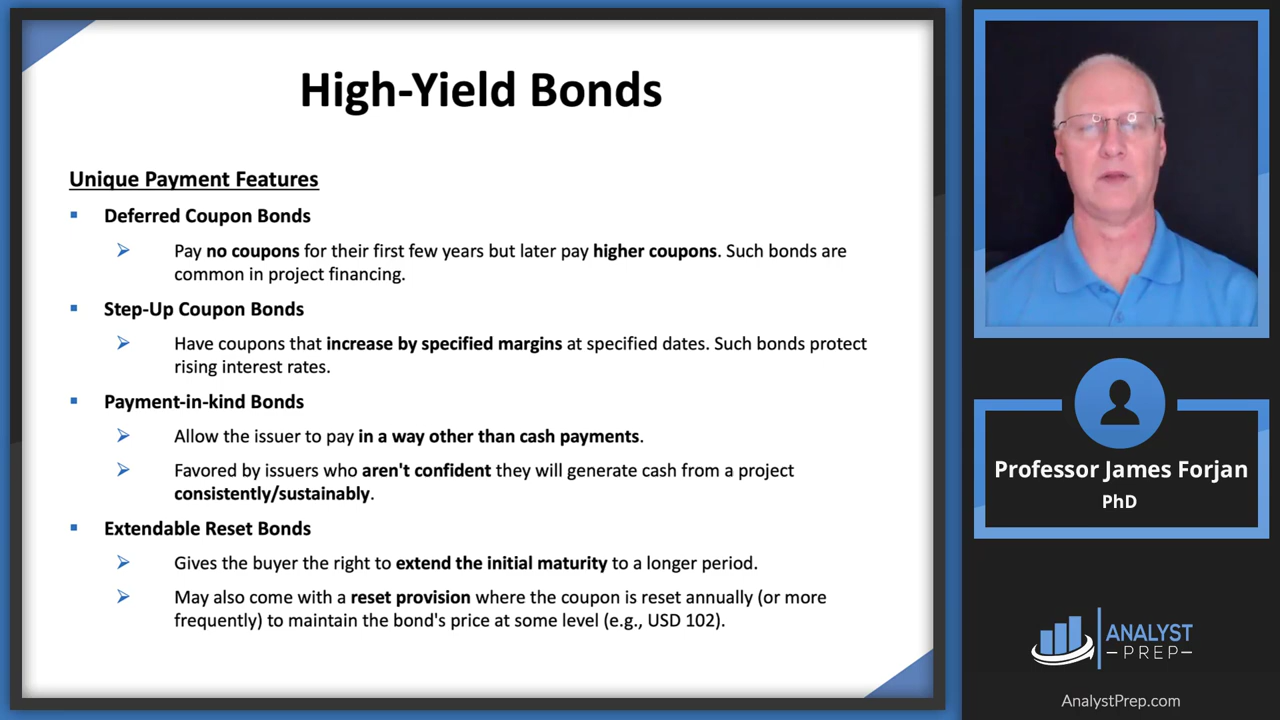 High-Yield Bonds
Unique Payment Features
▪ Deferred Coupon Bonds
➢ Pay no coupons for their first few years but later pay higher coupons. Such bonds are
common in project financing.
▪ Step-Up Coupon Bonds
➢ Have coupons that increase by specified margins at specified dates. Such bonds protect
rising interest rates.
▪ Payment-in-kind Bonds
➢ Allow the issuer to pay in a way other than cash payments.
➢ Favored by issuers who aren't confident they will generate cash from a project
consistently/sustainably.
▪ Extendable Reset Bonds
➢ Gives the buyer the right to extend the initial maturity to a longer period.
➢ May also come with a reset provision where the coupon is reset annually (or more
frequently) to maintain the bond's price at some level (e.g., USD 102).
Professor James Forjan
PhD
ANALYST
PREP
AnalystPrep.com